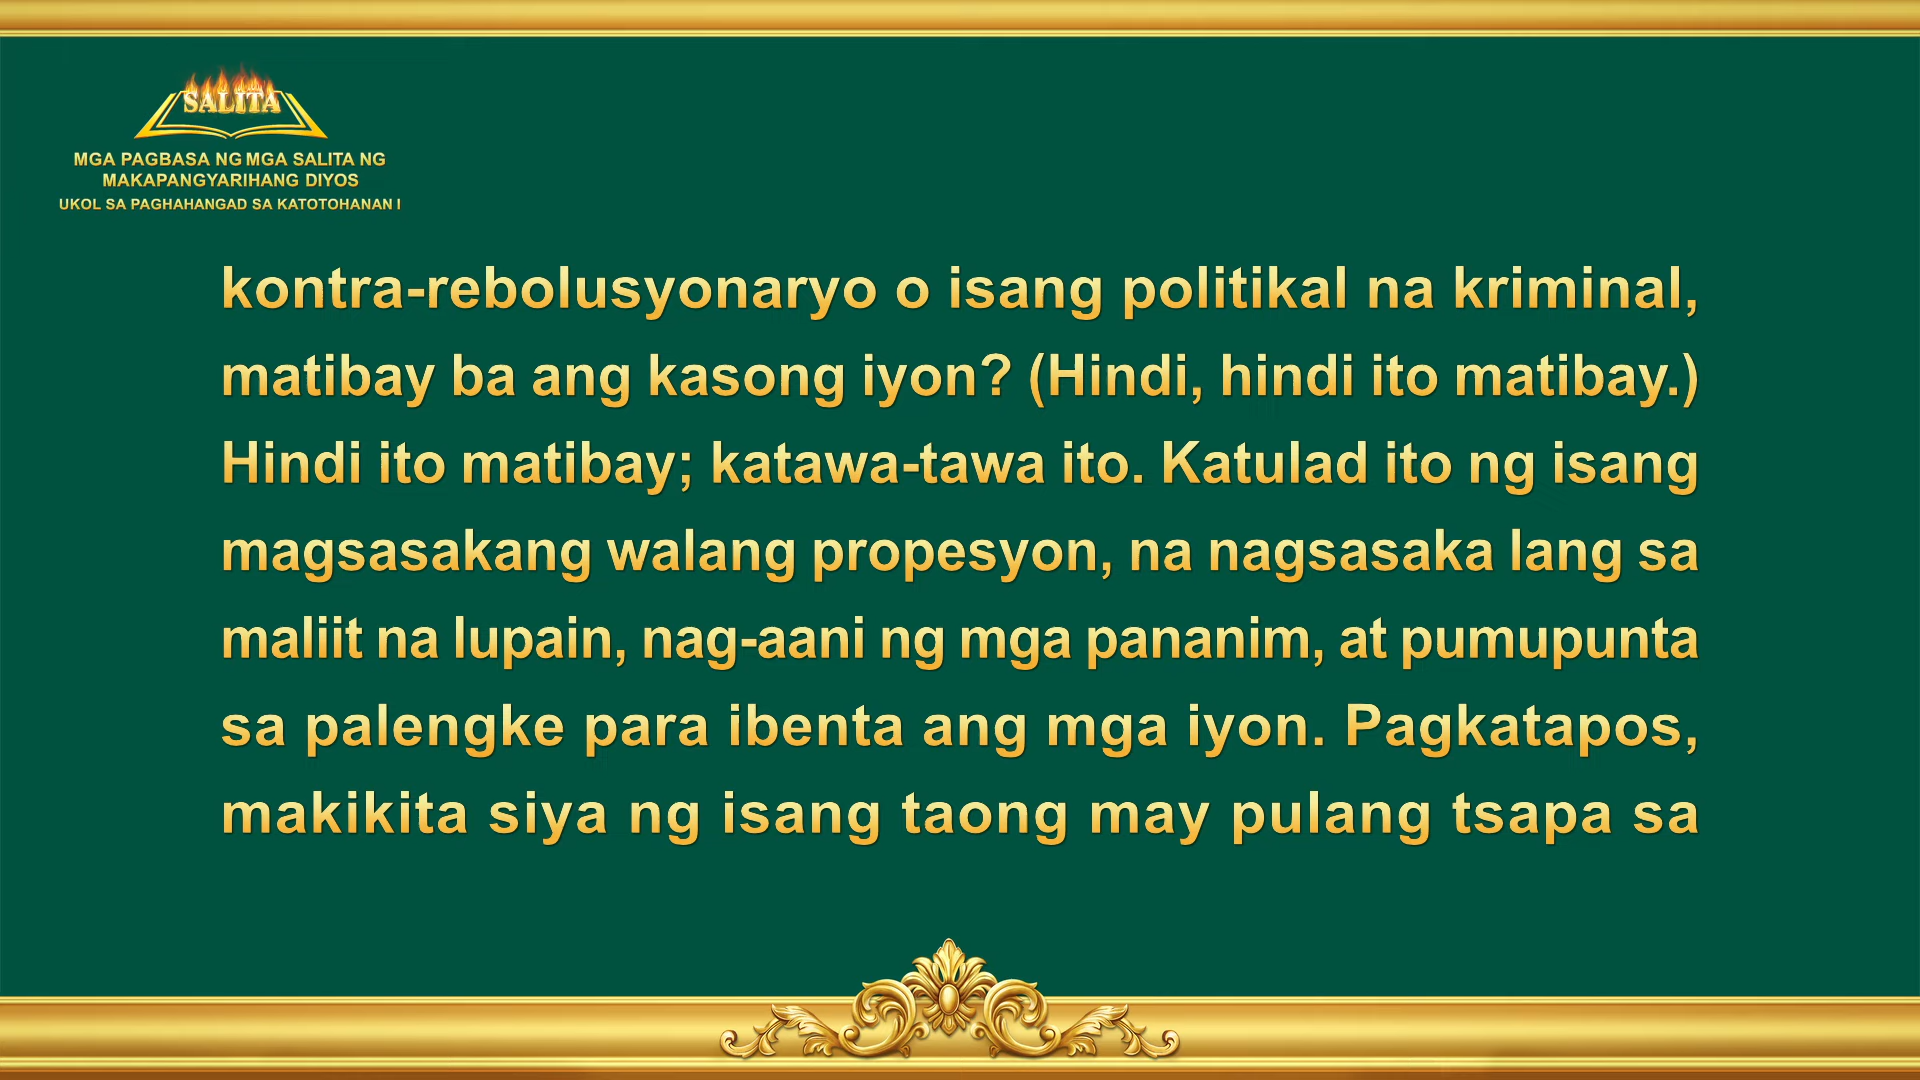 SALITA
MGA PAGBASA NG MGA SALITA NG
MAKAPANGYARIHANG DIYOS
UKOL SA PAGHAHANGAD SA KATOTOHANAN I
kontra-rebolusyonaryo o isang politikal na kriminal,
matibay ba ang kasong iyon? (Hindi, hindi ito matibay.)
Hindi ito matibay; katawa-tawa ito. Katulad ito ng isang
magsasakang walang propesyon, na nagsasaka lang sa
maliit na lupain, nag-aani ng mga pananim, at pumupunta
sa palengke para ibenta ang mga iyon. Pagkatapos,
makikita siya ng isang taong may pulang tsapa sa